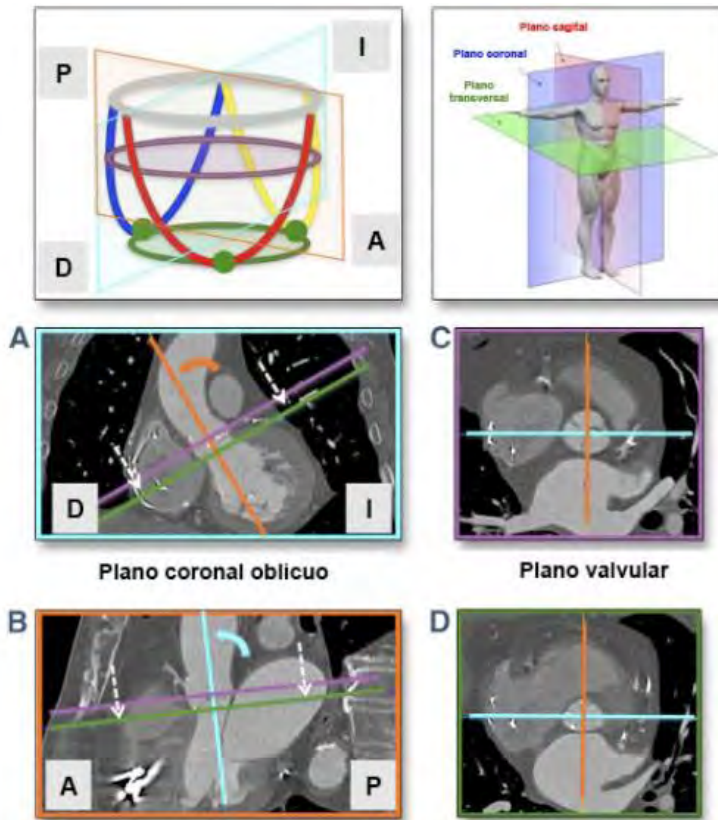 P
I
D
A
Plano sagital
Plano coronal
Plano
transversal
A
D
I
Plano coronal oblicuo
C
Plano valvular
B
A
P
D